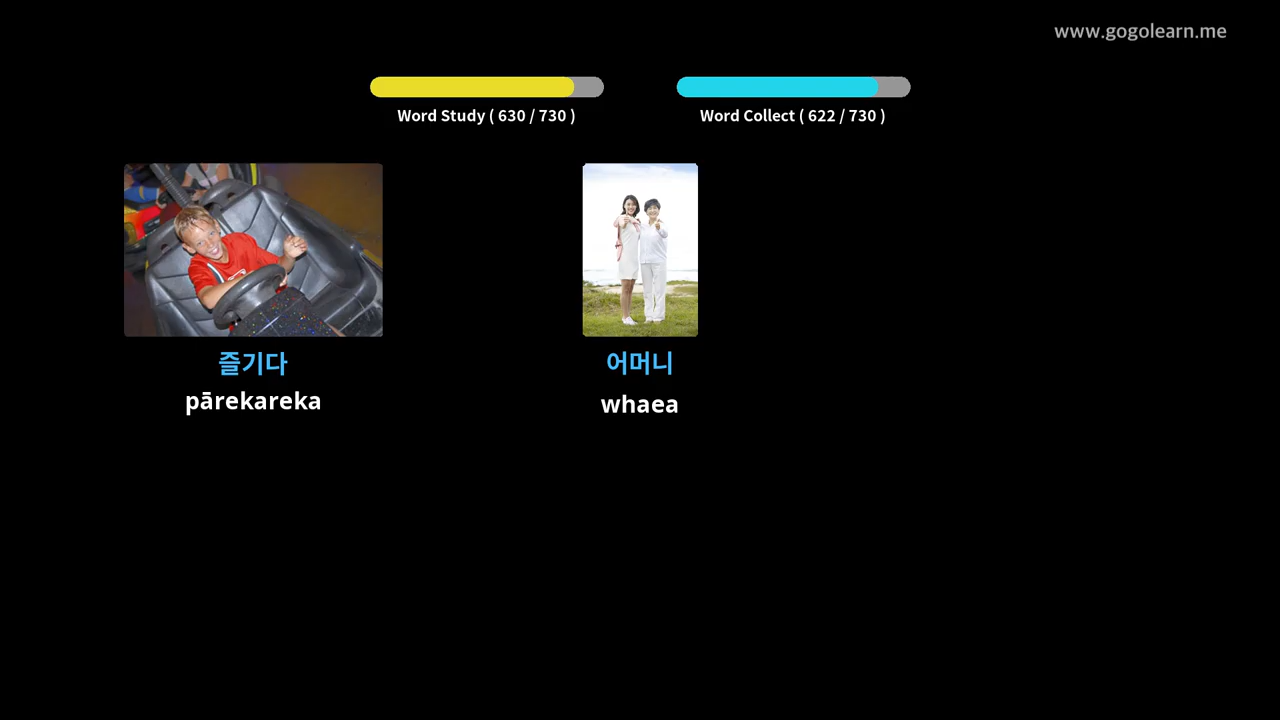 www.gogolearn.me
Word Study ( 630 / 730 )
Word Collect ( 622 / 730 )
즐기다
pārekareka
어머니
whaea